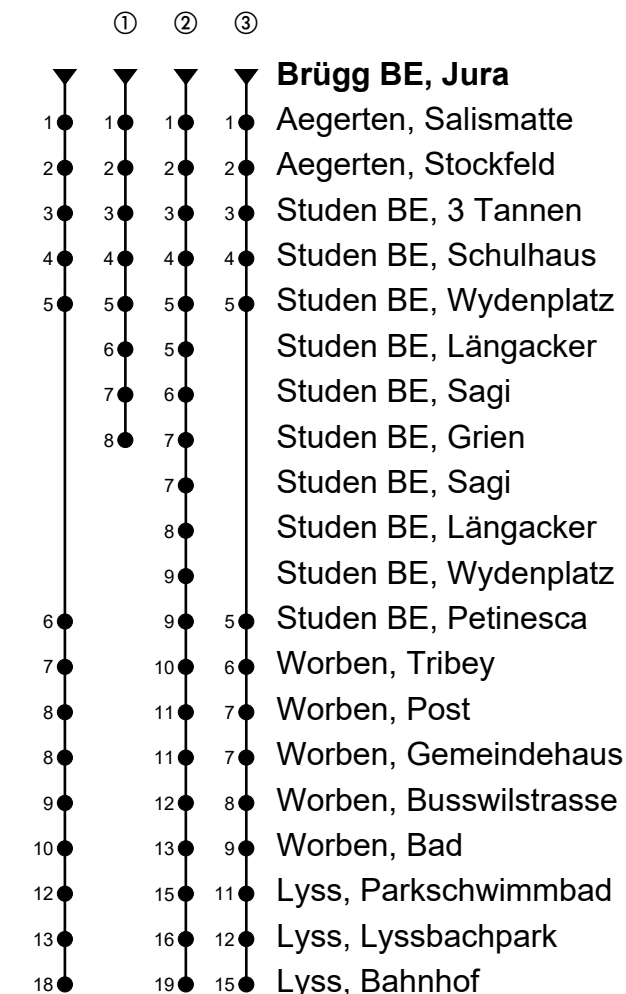 ① ② ③
Brügg BE, Jura
1 1 1 1 Aegerten, Salismatte
2 2 2 2 Aegerten, Stockfeld
3 3 3 3 Studen BE, 3 Tannen
4 4 4 4 Studen BE, Schulhaus
5 5 5 5 Studen BE, Wydenplatz
6 5 Studen BE, Längacker
7 6 Studen BE, Sagi
8 7 Studen BE, Grien
7 Studen BE, Sagi
8 Studen BE, Längacker
9 Studen BE, Wydenplatz
6 9 5 Studen BE, Petinesca
7 10 6 Worben, Tribey
8 11 7 Worben, Post
8 11 7 Worben, Gemeindehaus
9 12 8 Worben, Busswilstrasse
10 13 9 Worben, Bad
12 15 11 Lyss, Parkschwimmbad
13 16 12 Lyss, Lyssbachpark
18 19 15 Lyss, Bahnhof